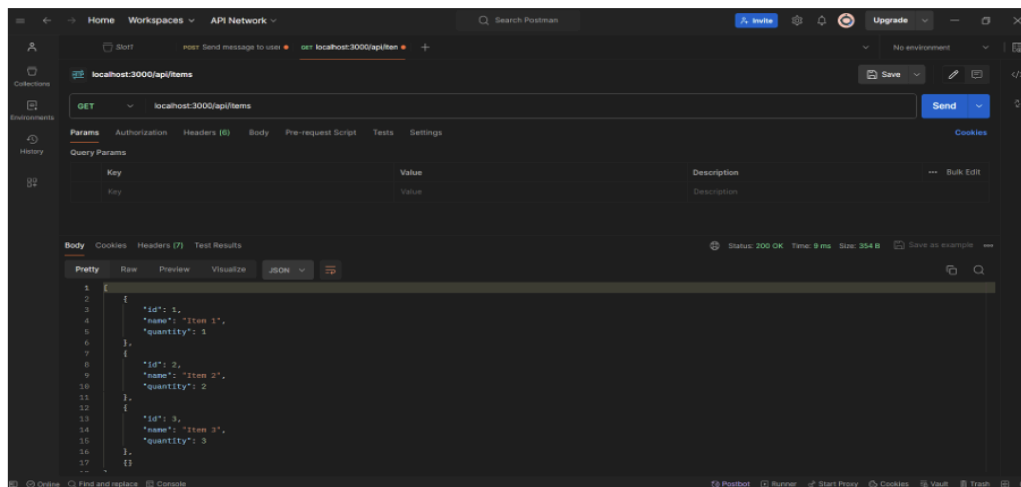 Home Workspaces API Network Search Postman Invite Upgrade
Slot1 POST Send message to user GET localhost:3000/api/iten + No environment
localhost:3000/api/items Save
Collections
GET localhost:3000/api/items Send
Environments
Params Authorization Headers (6) Body Pre-request Script Tests Settings Cookies
History
Query Params
Key Value Description ••• Bulk Edit
Key Value Description
Body Cookies Headers (7) Test Results Status: 200 OK Time: 9 ms Size: 354 B Save as example •••
Pretty Raw Preview Visualize JSON
1 [
2 {
3 "id": 1,
4 "name": "Item 1",
5 "quantity": 1
6 },
7 {
8 "id": 2,
9 "name": "Item 2",
10 "quantity": 2
11 },
12 {
13 "id": 3,
14 "name": "Item 3",
15 "quantity": 3
16 },
17 {}
Online Find and replace Console Postbot Runner Start Proxy Cookies Vault Trash